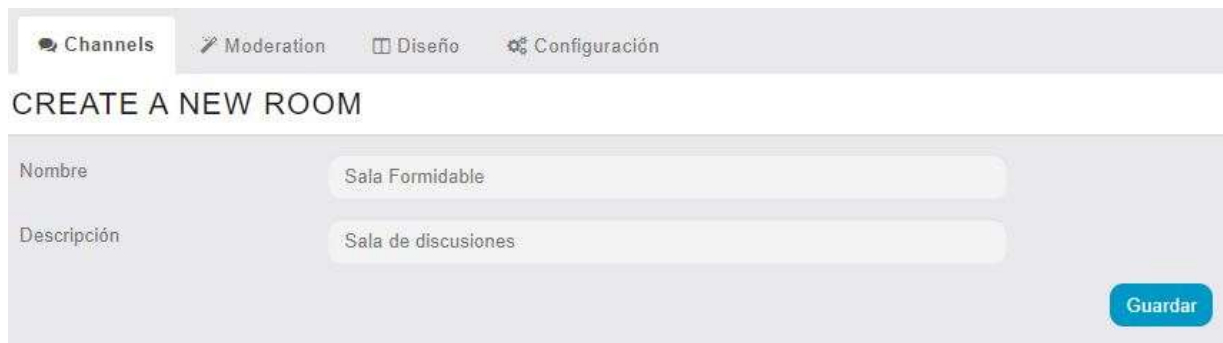 Channels Moderation Diseño Configuración
CREATE A NEW ROOM
Nombre Sala Formidable
Descripción Sala de discusiones
Guardar